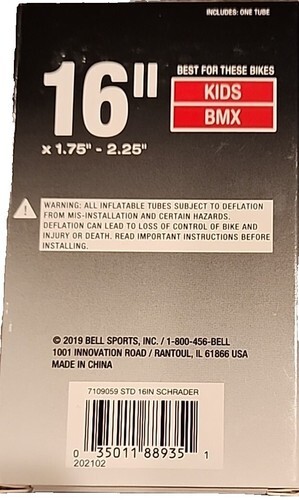 INCLUDES: ONE TUBE
16"
x 1.75" - 2.25"
BEST FOR THESE BIKES
KIDS
BMX
WARNING: ALL INFLATABLE TUBES SUBJECT TO DEFLATION
FROM MIS-INSTALLATION AND CERTAIN HAZARDS.
DEFLATION CAN LEAD TO LOSS OF CONTROL OF BIKE AND
INJURY OR DEATH. READ IMPORTANT INSTRUCTIONS BEFORE
INSTALLING.
© 2019 BELL SPORTS, INC. / 1-800-456-BELL
1001 INNOVATION ROAD / RANTOUL, IL 61866 USA
MADE IN CHINA
7109059 STD 16IN SCHRADER
0 35011 88935 1
202102